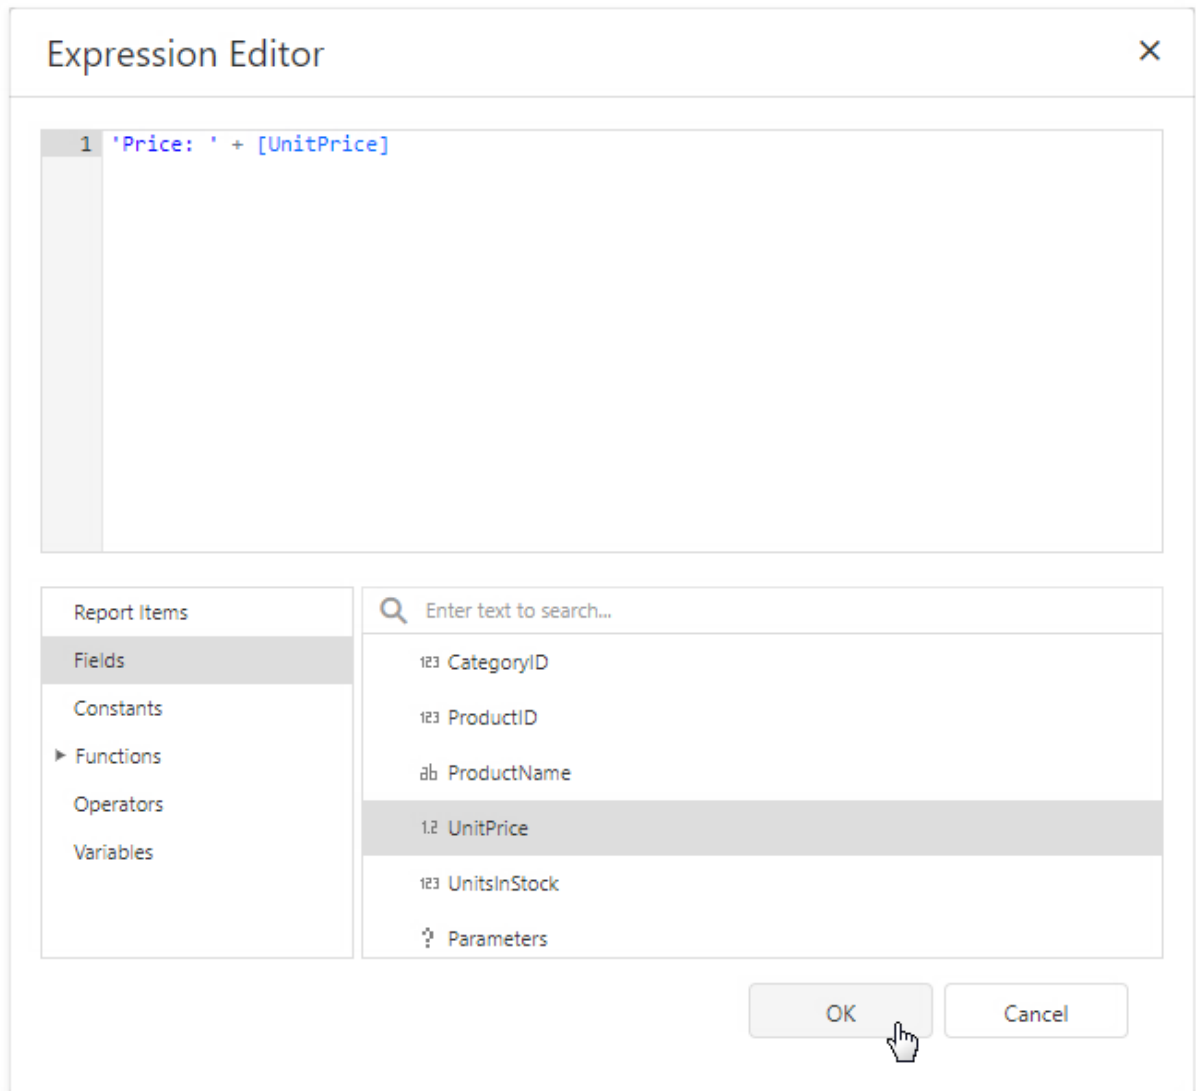 Expression Editor
1 'Price: ' + [UnitPrice]
Report Items
Fields
Constants
Functions
Operators
Variables
Enter text to search...
123 CategoryID
123 ProductID
ab ProductName
1.2 UnitPrice
123 UnitsInStock
? Parameters
OK
Cancel